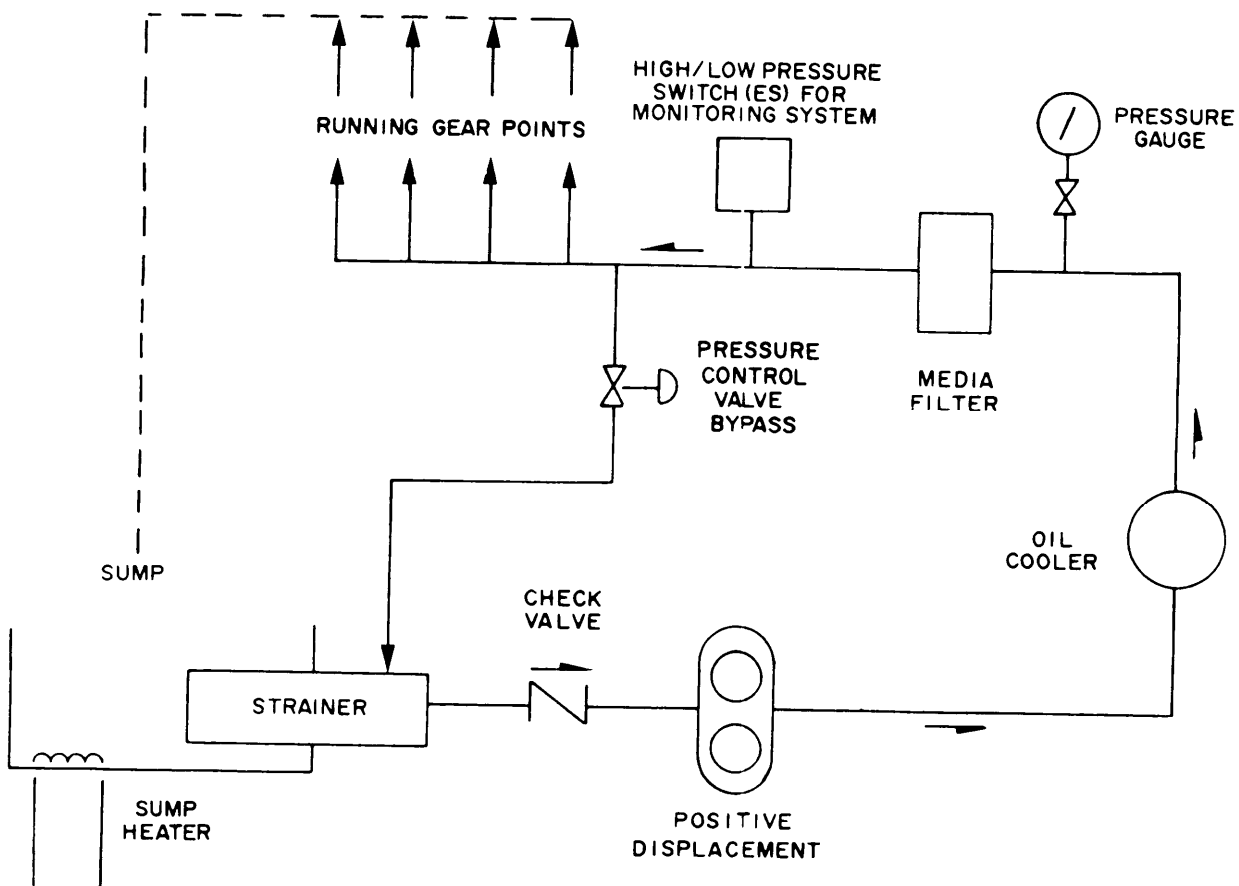 HIGH/LOW PRESSURE
SWITCH (ES) FOR
MONITORING SYSTEM
PRESSURE
GAUGE
RUNNING GEAR POINTS
PRESSURE
CONTROL
VALVE
BYPASS
MEDIA
FILTER
OIL
COOLER
SUMP
CHECK
VALVE
STRAINER
SUMP
HEATER
POSITIVE
DISPLACEMENT